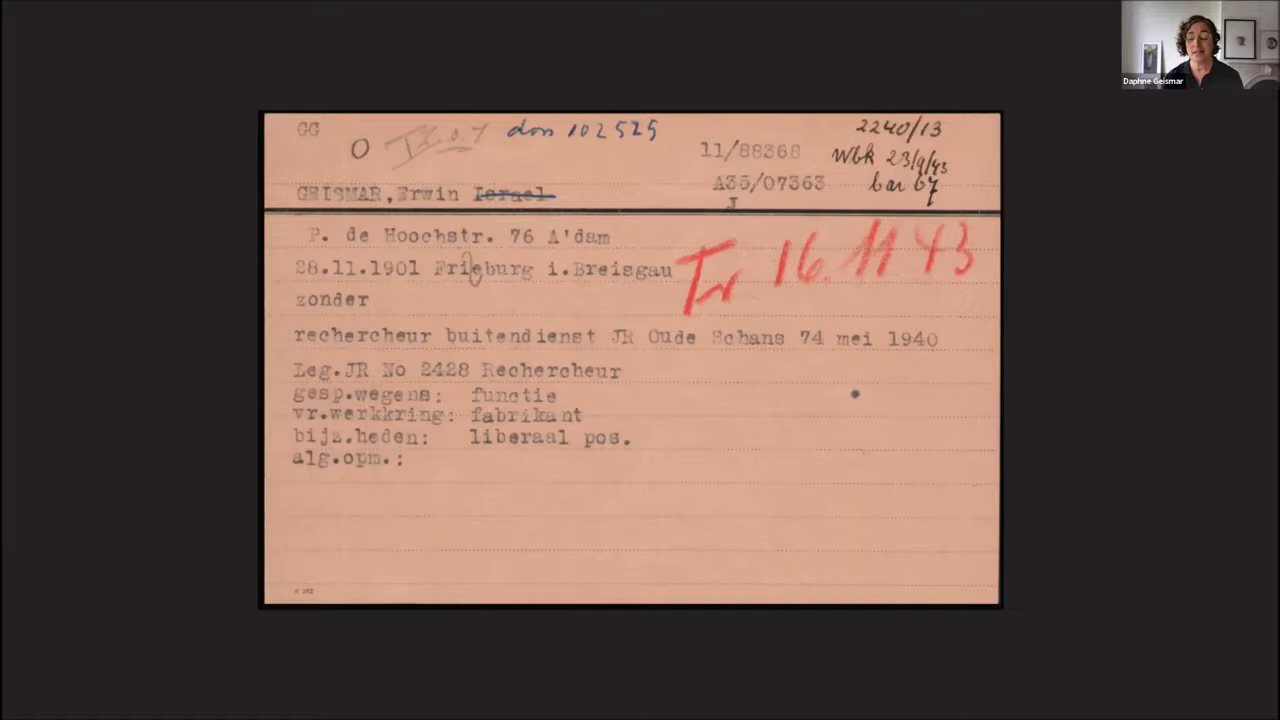 Daphne Geismar
GG
O
don 102525
2240/13
11/88368
Wbk 23/9/43
A35/07363
bar 67
J
GEISMAR,Erwin Israel
P. de Hoochstr. 76 A'dam
Tr 16.11 43
28.11.1901 Frieburg i.Breisgau
zonder
rechercheur buitendienst JR Oude Schans 74 mei 1940
Leg.JR No 2428 Rechercheur
gesp.wegens: functie
vr.werkkring: fabrikant
bijz.heden: liberaal pos.
alg.opm.: